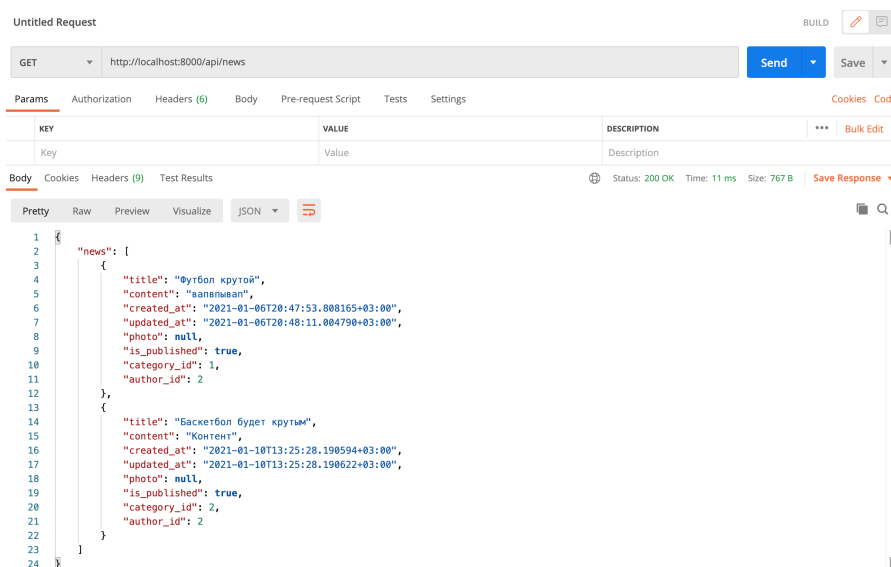 Untitled Request BUILD
GET http://localhost:8000/api/news Send Save
Params Authorization Headers (6) Body Pre-request Script Tests Settings Cookies Cod
KEY VALUE DESCRIPTION ••• Bulk Edit
Key Value Description
Body Cookies Headers (9) Test Results Status: 200 OK Time: 11 ms Size: 767 B Save Response
Pretty Raw Preview Visualize JSON
1 {
2 "news": [
3 {
4 "title": "Футбол крутой",
5 "content": "вапвпывап",
6 "created_at": "2021-01-06T20:47:53.808165+03:00",
7 "updated_at": "2021-01-06T20:48:11.004790+03:00",
8 "photo": null,
9 "is_published": true,
10 "category_id": 1,
11 "author_id": 2
12 },
13 {
14 "title": "Баскетбол будет крутым",
15 "content": "Контент",
16 "created_at": "2021-01-10T13:25:28.190594+03:00",
17 "updated_at": "2021-01-10T13:25:28.190622+03:00",
18 "photo": null,
19 "is_published": true,
20 "category_id": 2,
21 "author_id": 2
22 }
23 ]
24 }